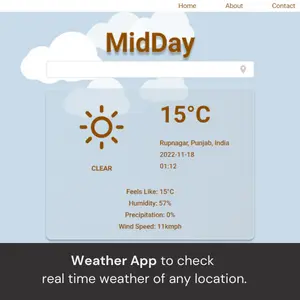 Home About Contact
MidDay
15°C
Rupnagar, Punjab, India
2022-11-18
01:12
CLEAR
Feels Like: 15°C
Humidity: 57%
Precipitation: 0%
Wind Speed: 11kmph
Weather App to check
real time weather of any location.